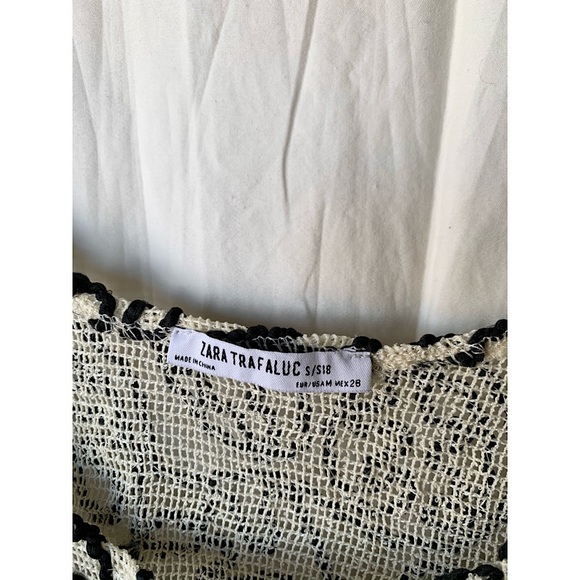 ZARA TRAFALUC S/S18
MADE IN CHINA
EUR/USA M MEX 28